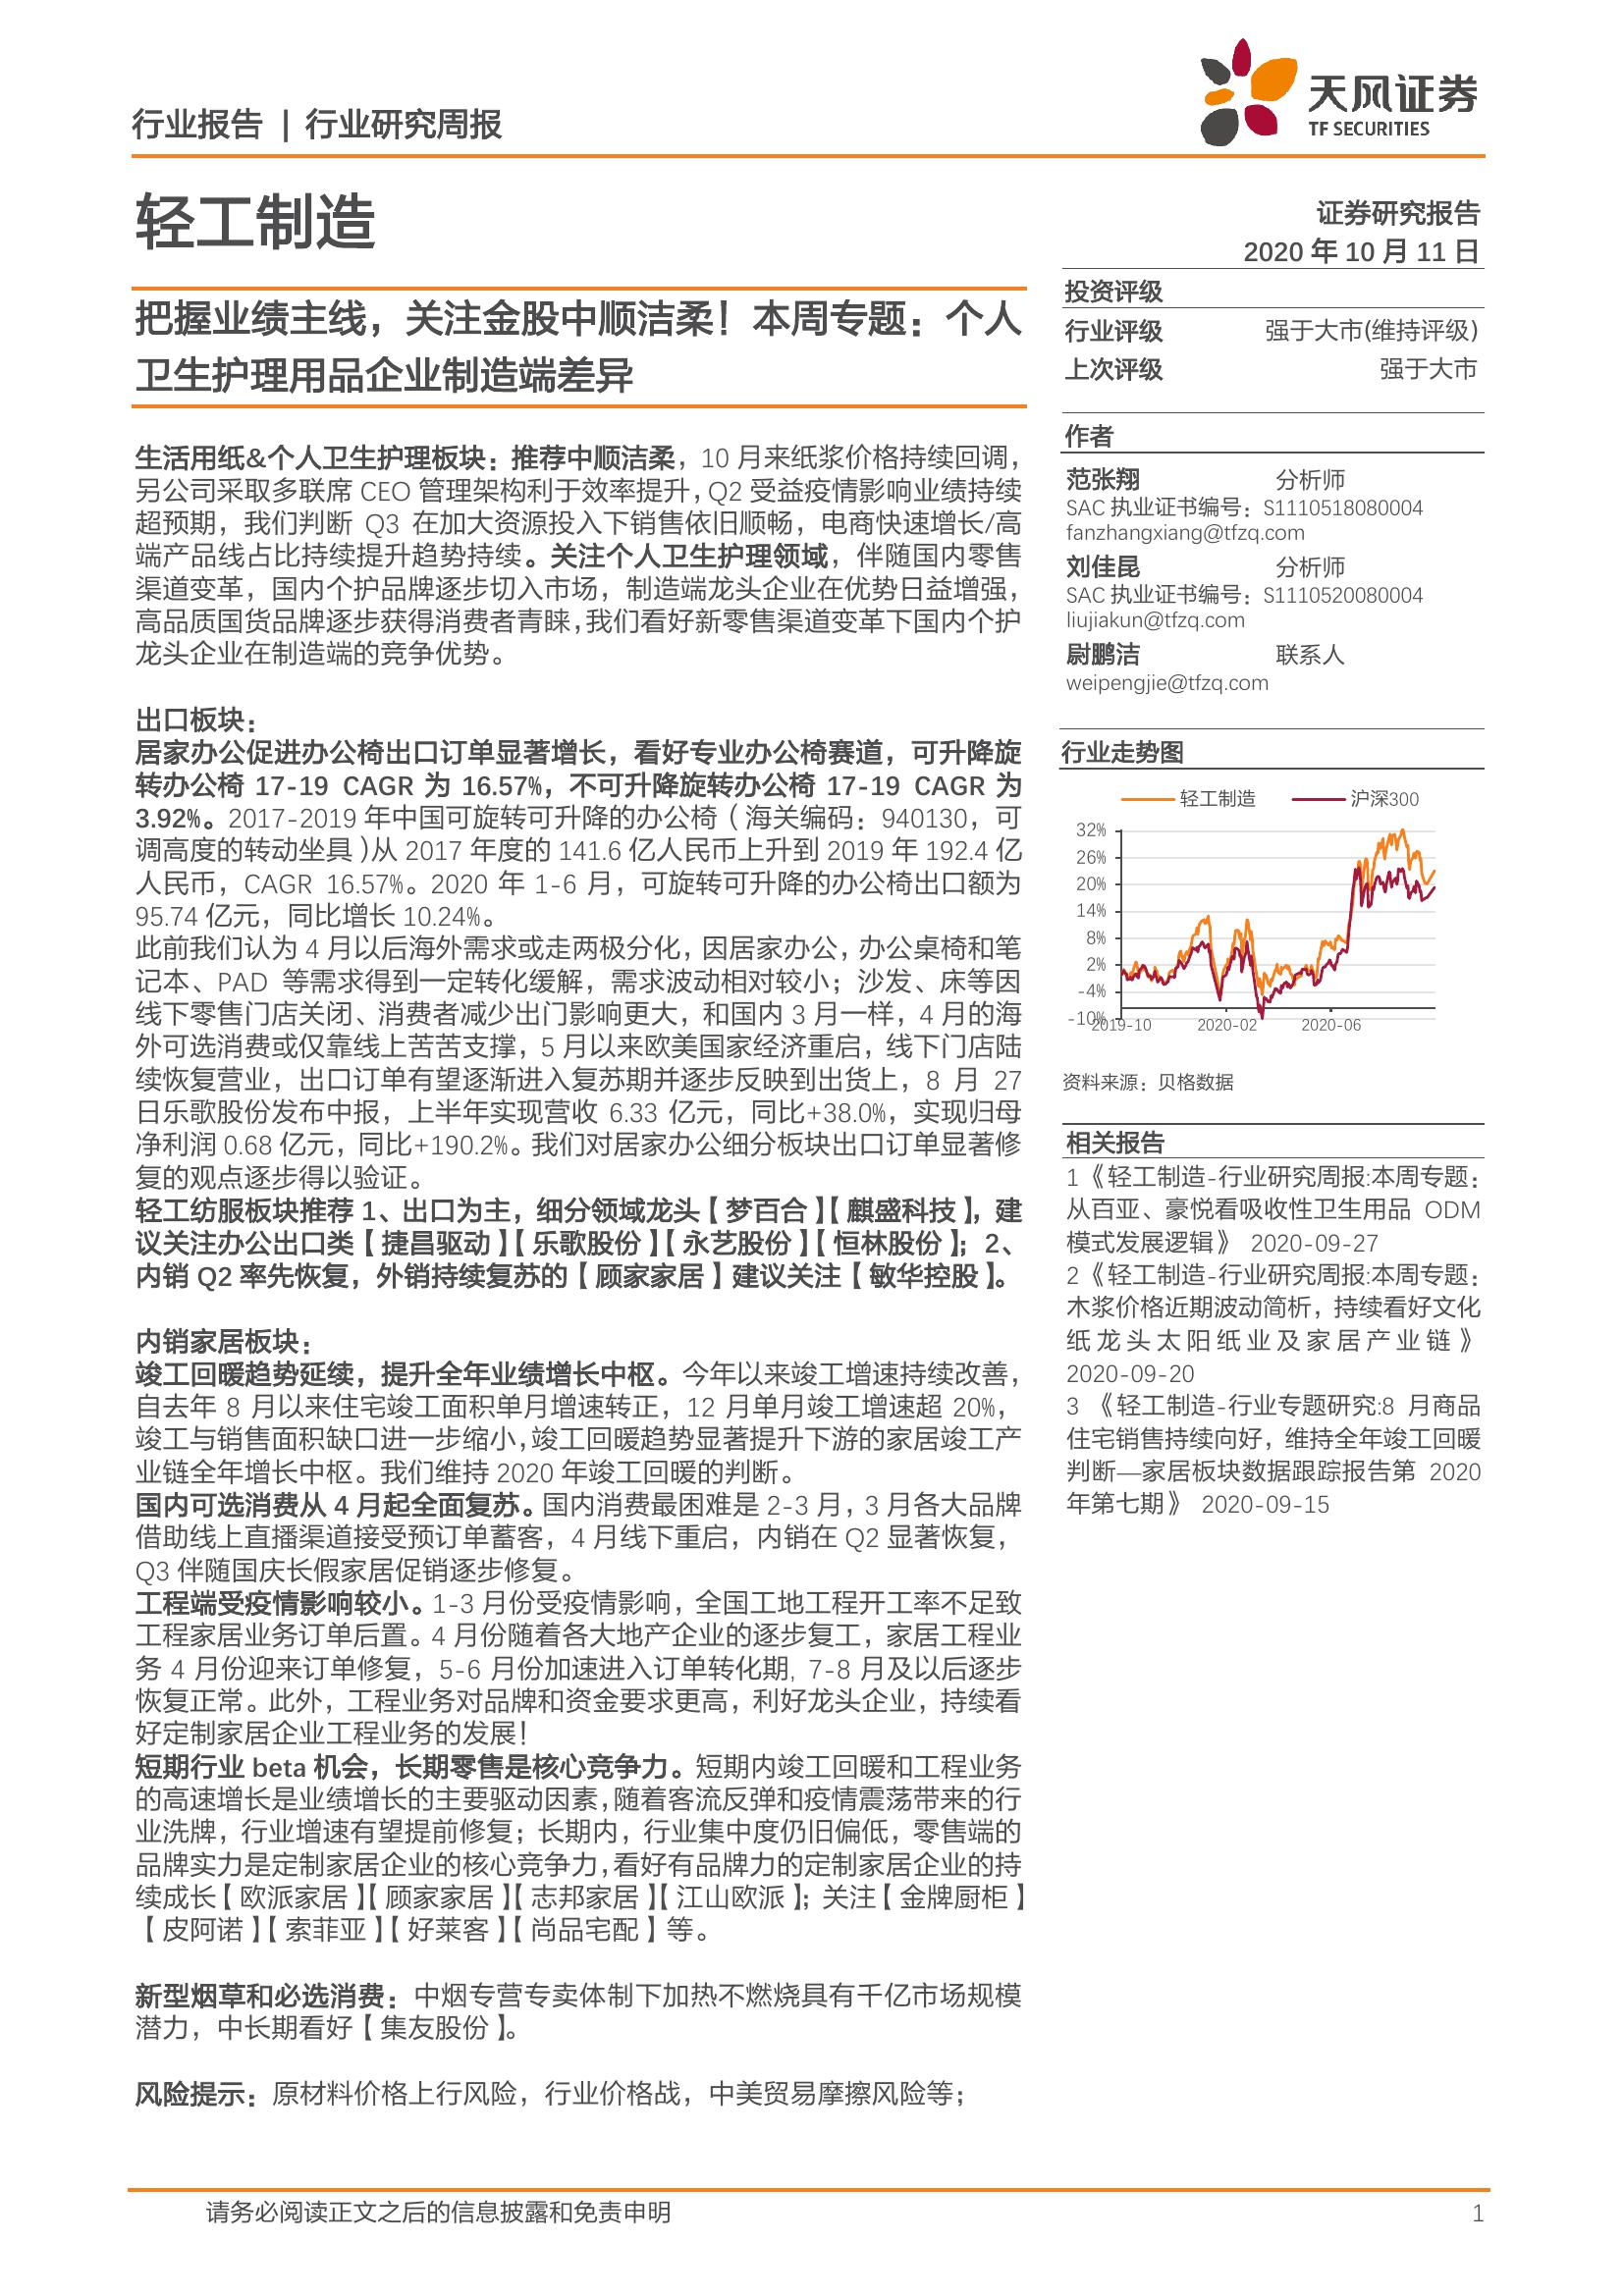 行业报告 | 行业研究周报
天风证券
TF SECURITIES
轻工制造
证券研究报告
2020 年 10 月 11 日
把握业绩主线，关注金股中顺洁柔！本周专题：个人
卫生护理用品企业制造端差异
生活用纸&个人卫生护理板块：推荐中顺洁柔，10 月来纸浆价格持续回调，
另公司采取多联席 CEO 管理架构利于效率提升，Q2 受益疫情影响业绩持续
超预期，我们判断 Q3 在加大资源投入下销售依旧顺畅，电商快速增长/高
端产品线占比持续提升趋势持续。关注个人卫生护理领域，伴随国内零售
渠道变革，国内个护品牌逐步切入市场，制造端龙头企业在优势日益增强，
高品质国货品牌逐步获得消费者青睐，我们看好新零售渠道变革下国内个护
龙头企业在制造端的竞争优势。
出口板块：
居家办公促进办公椅出口订单显著增长，看好专业办公椅赛道，可升降旋
转办公椅 17-19 CAGR 为 16.57%，不可升降旋转办公椅 17-19 CAGR 为
3.92%。2017-2019 年中国可旋转可升降的办公椅（海关编码：940130，可
调高度的转动坐具）从 2017 年度的 141.6 亿人民币上升到 2019 年 192.4 亿
人民币，CAGR 16.57%。2020 年 1-6 月，可旋转可升降的办公椅出口额为
95.74 亿元，同比增长 10.24%。
此前我们认为 4 月以后海外需求或走两极分化，因居家办公，办公桌椅和笔
记本、PAD 等需求得到一定转化缓解，需求波动相对较小；沙发、床等因
线下零售门店关闭、消费者减少出门影响更大，和国内 3 月一样，4 月的海
外可选消费或仅靠线上苦苦支撑，5 月以来欧美国家经济重启，线下门店陆
续恢复营业，出口订单有望逐渐进入复苏期并逐步反映到出货上，8 月 27
日乐歌股份发布中报，上半年实现营收 6.33 亿元，同比+38.0%，实现归母
净利润 0.68 亿元，同比+190.2%。我们对居家办公细分板块出口订单显著修
复的观点逐步得以验证。
轻工纺服板块推荐 1、出口为主，细分领域龙头【梦百合】【麒盛科技】，建
议关注办公出口类【捷昌驱动】【乐歌股份】【永艺股份】【恒林股份】；2、
内销 Q2 率先恢复，外销持续复苏的【顾家家居】建议关注【敏华控股】。
内销家居板块：
竣工回暖趋势延续，提升全年业绩增长中枢。今年以来竣工增速持续改善，
自去年 8 月以来住宅竣工面积单月增速转正，12 月单月竣工增速超 20%，
竣工与销售面积缺口进一步缩小，竣工回暖趋势显著提升下游的家居竣工产
业链全年增长中枢。我们维持 2020 年竣工回暖的判断。
国内可选消费从 4 月起全面复苏。国内消费最困难是 2-3 月，3 月各大品牌
借助线上直播渠道接受预订单蓄客，4 月线下重启，内销在 Q2 显著恢复，
Q3 伴随国庆长假家居促销逐步修复。
工程端受疫情影响较小。1-3 月份受疫情影响，全国工地工程开工率不足致
工程家居业务订单后置。4 月份随着各大地产企业的逐步复工，家居工程业
务 4 月份迎来订单修复，5-6 月份加速进入订单转化期, 7-8 月及以后逐步
恢复正常。此外，工程业务对品牌和资金要求更高，利好龙头企业，持续看
好定制家居企业工程业务的发展！
短期行业 beta 机会，长期零售是核心竞争力。短期内竣工回暖和工程业务
的高速增长是业绩增长的主要驱动因素，随着客流反弹和疫情震荡带来的行
业洗牌，行业增速有望提前修复；长期内，行业集中度仍旧偏低，零售端的
品牌实力是定制家居企业的核心竞争力，看好有品牌力的定制家居企业的持
续成长【欧派家居】【顾家家居】【志邦家居】【江山欧派】；关注【金牌厨柜】
【皮阿诺】【索菲亚】【好莱客】【尚品宅配】等。
新型烟草和必选消费：中烟专营专卖体制下加热不燃烧具有千亿市场规模
潜力，中长期看好【集友股份】。
风险提示：原材料价格上行风险，行业价格战，中美贸易摩擦风险等；
投资评级
行业评级 强于大市(维持评级)
上次评级 强于大市
作者
范张翔 分析师
SAC 执业证书编号：S1110518080004
fanzhangxiang@tfzq.com
刘佳昆 分析师
SAC 执业证书编号：S1110520080004
liujiakun@tfzq.com
尉鹏洁 联系人
weipengjie@tfzq.com
行业走势图
轻工制造 沪深300
32%
26%
20%
14%
8%
2%
-4%
-10%
2019-10 2020-02 2020-06
资料来源：贝格数据
相关报告
1《轻工制造-行业研究周报:本周专题：
从百亚、豪悦看吸收性卫生用品 ODM
模式发展逻辑》 2020-09-27
2《轻工制造-行业研究周报:本周专题：
木浆价格近期波动简析，持续看好文化
纸龙头太阳纸业及家居产业链》
2020-09-20
3 《轻工制造-行业专题研究:8 月商品
住宅销售持续向好，维持全年竣工回暖
判断—家居板块数据跟踪报告第 2020
年第七期》 2020-09-15
请务必阅读正文之后的信息披露和免责申明 1